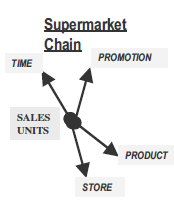 Supermarket
Chain
TIME
PROMOTION
SALES
UNITS
PRODUCT
STORE